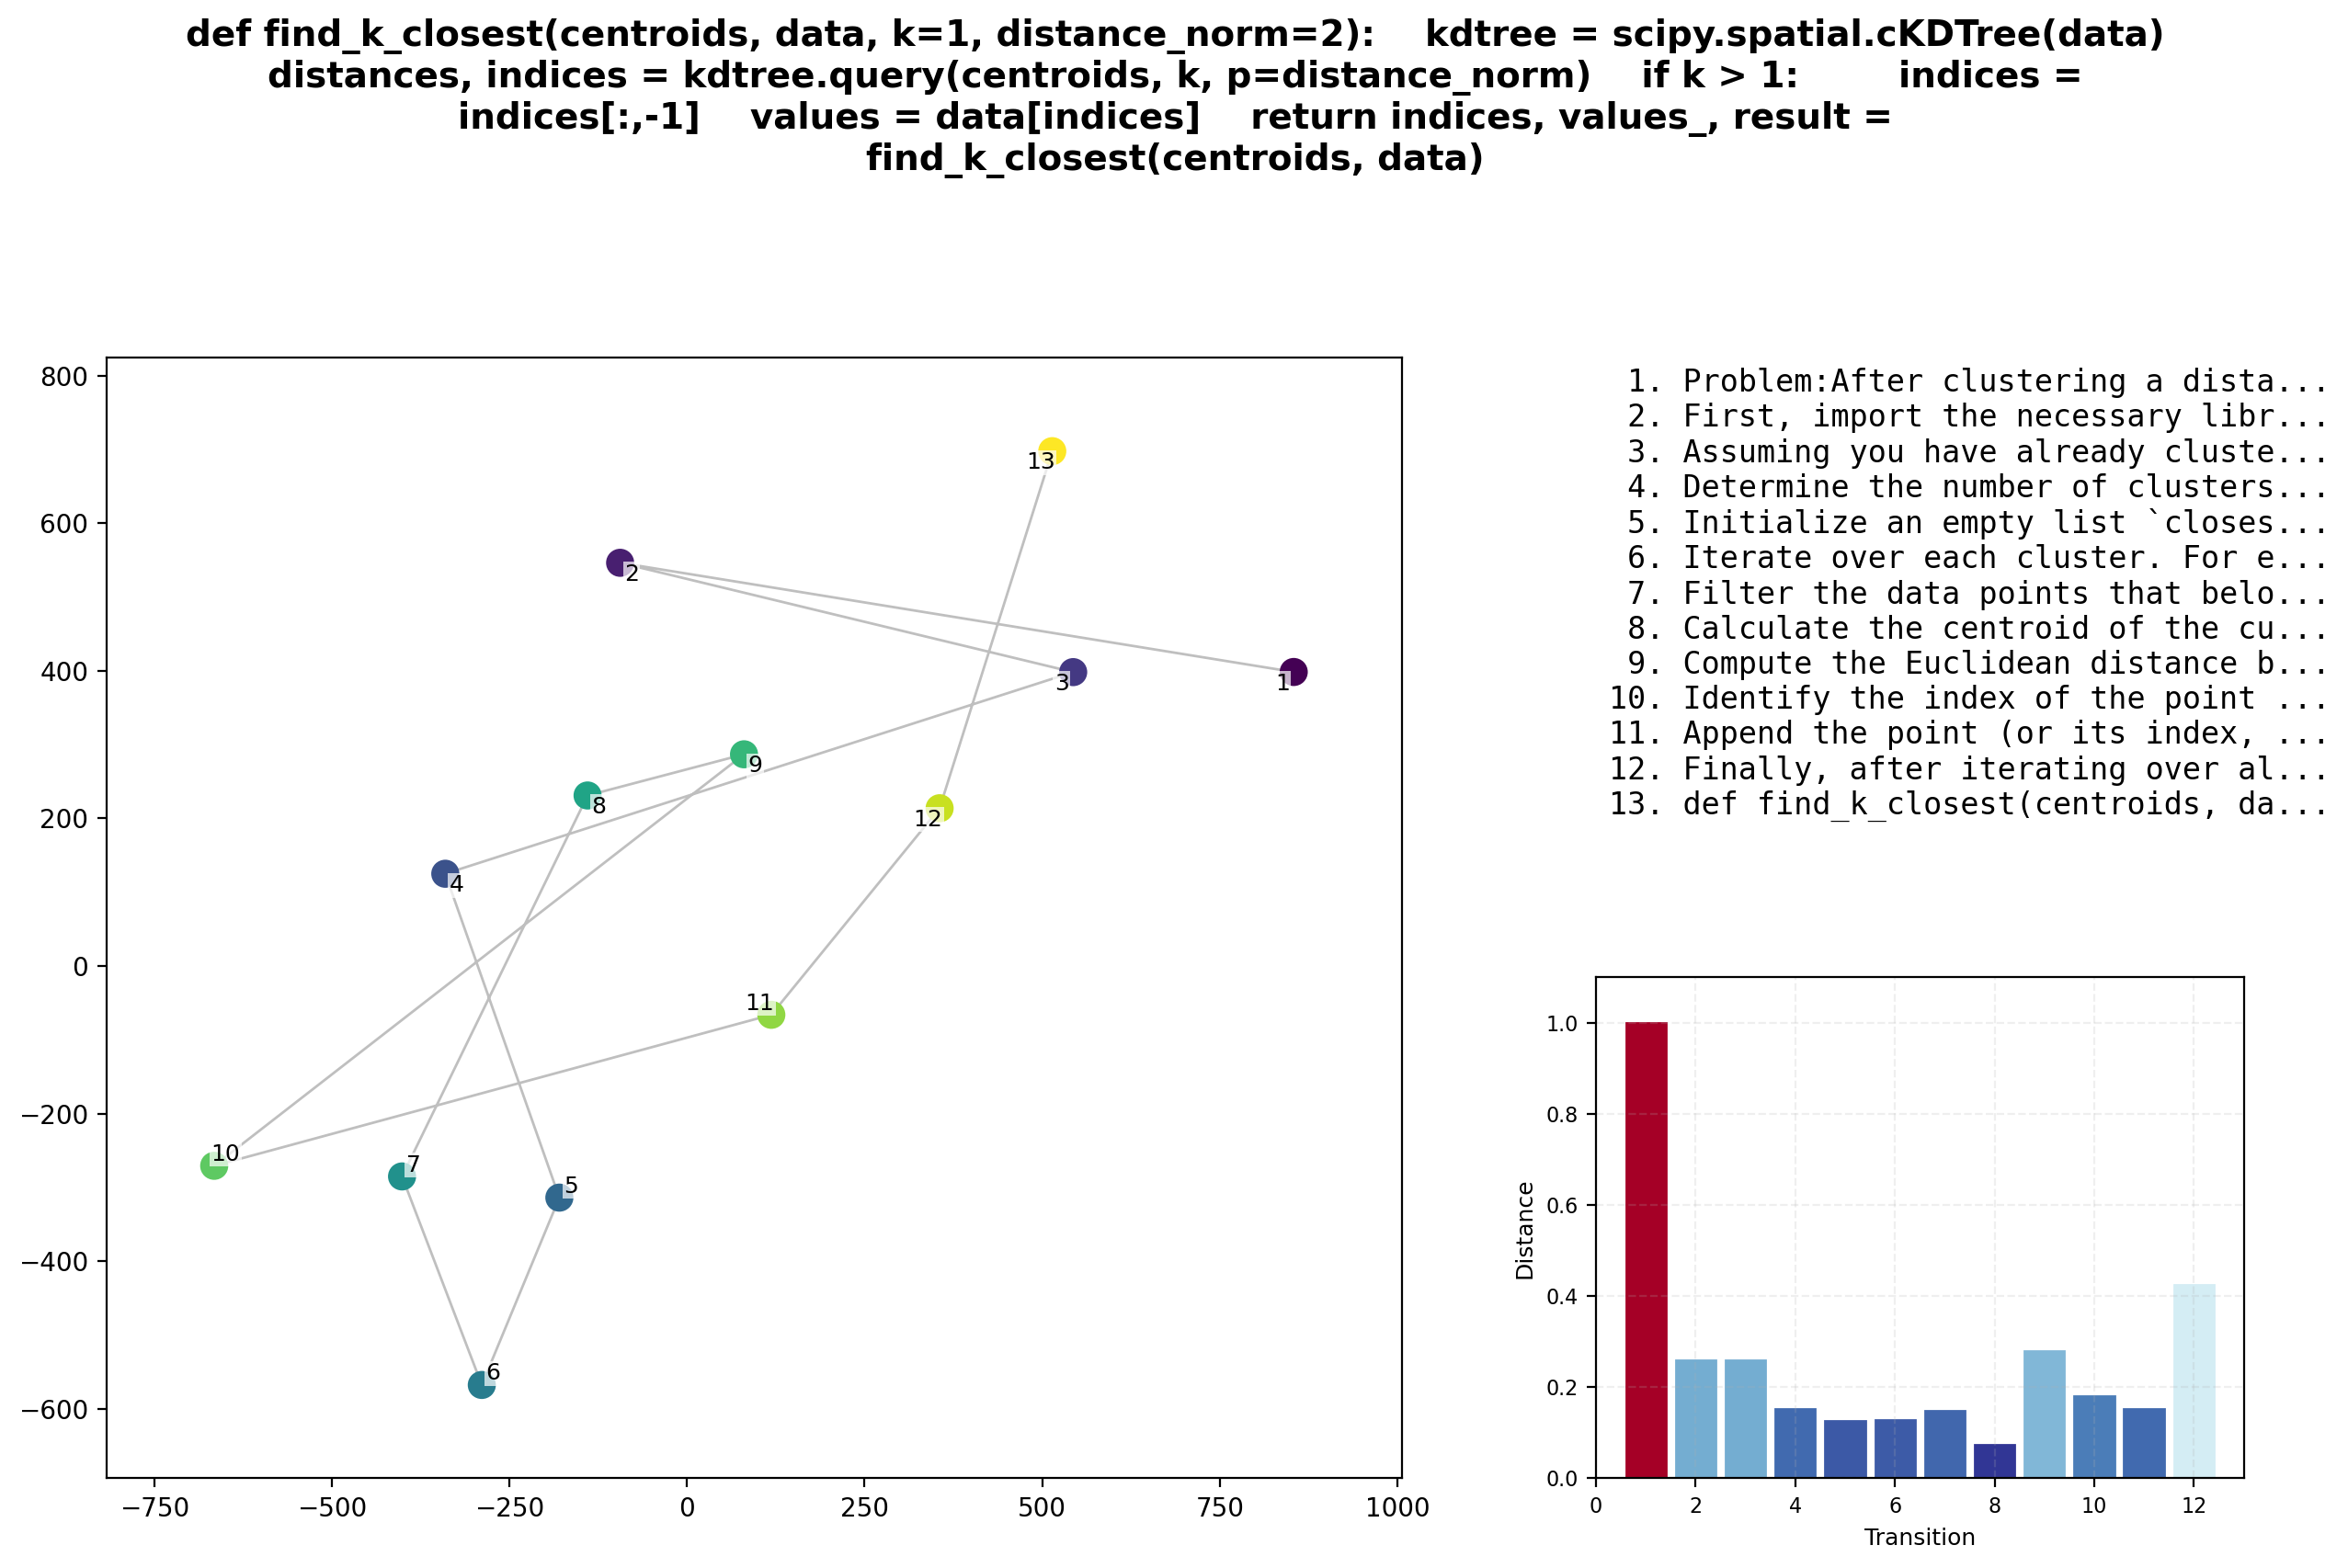 def find_k_closest(centroids, data, k=1, distance_norm=2):    kdtree = scipy.spatial.cKDTree(data)
distances, indices = kdtree.query(centroids, k, p=distance_norm)    if k > 1:        indices =
indices[:,-1]    values = data[indices]    return indices, values_, result =
find_k_closest(centroids, data)
800
600
400
200
0
−200
−400
−600
−750
−500
−250
0
250
500
750
1000
13
2
3
1
9
8
12
4
11
10
7
5
6
1. Problem:After clustering a dista...
2. First, import the necessary libr...
3. Assuming you have already cluste...
4. Determine the number of clusters...
5. Initialize an empty list `closes...
6. Iterate over each cluster. For e...
7. Filter the data points that belo...
8. Calculate the centroid of the cu...
9. Compute the Euclidean distance b...
10. Identify the index of the point ...
11. Append the point (or its index, ...
12. Finally, after iterating over al...
13. def find_k_closest(centroids, da...
1.0
0.8
0.6
0.4
0.2
0.0
Distance
0
2
4
6
8
10
12
Transition